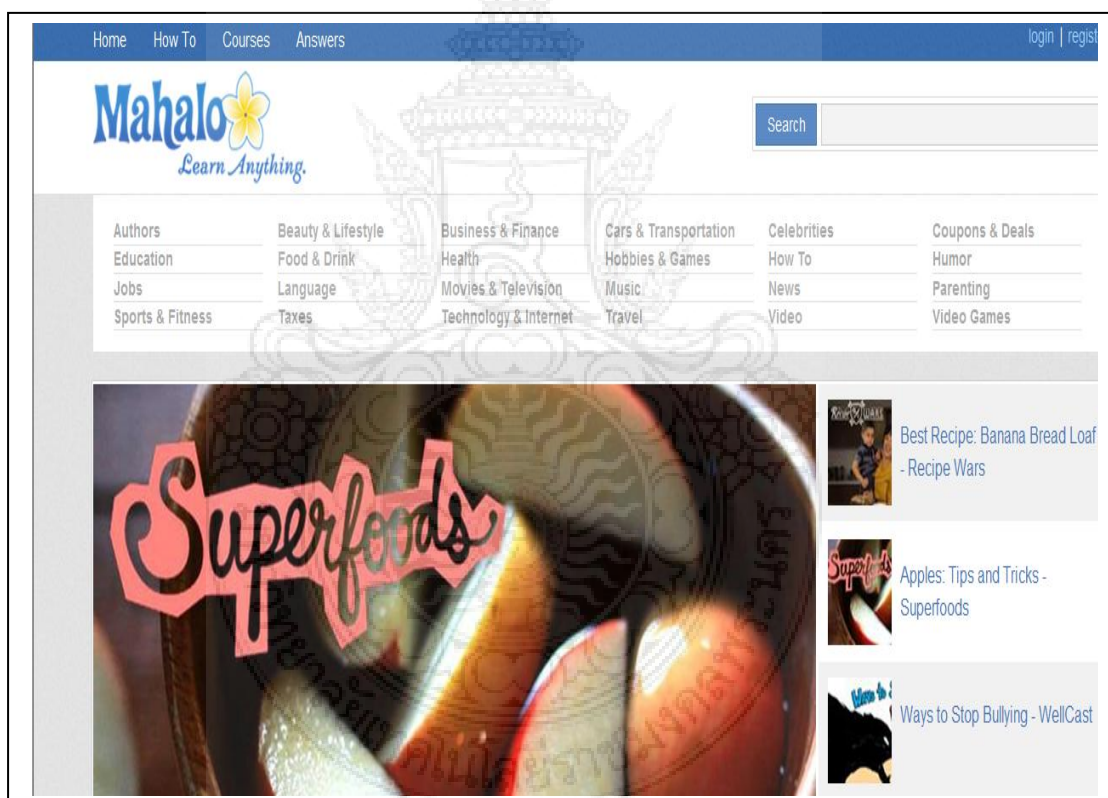 Home How To Courses Answers login | regist
Mahalo
Learn Anything.
Search
Authors Beauty & Lifestyle Business & Finance Cars & Transportation Celebrities Coupons & Deals
Education Food & Drink Health Hobbies & Games How To Humor
Jobs Language Movies & Television Music News Parenting
Sports & Fitness Taxes Technology & Internet Travel Video Video Games
Superfoods
Best Recipe: Banana Bread Loaf
- Recipe Wars
Apples: Tips and Tricks -
Superfoods
Ways to Stop Bullying - WellCast